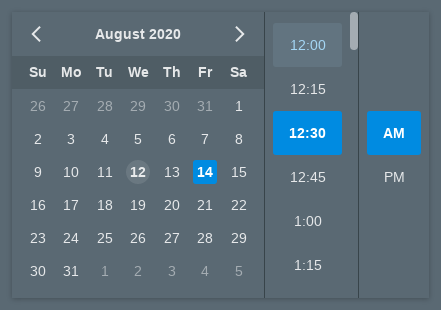 August 2020
Su Mo Tu We Th Fr Sa
26 27 28 29 30 31 1
2 3 4 5 6 7 8
9 10 11 12 13 14 15
16 17 18 19 20 21 22
23 24 25 26 27 28 29
30 31 1 2 3 4 5
12:00
12:15
12:30
12:45
1:00
1:15
AM
PM